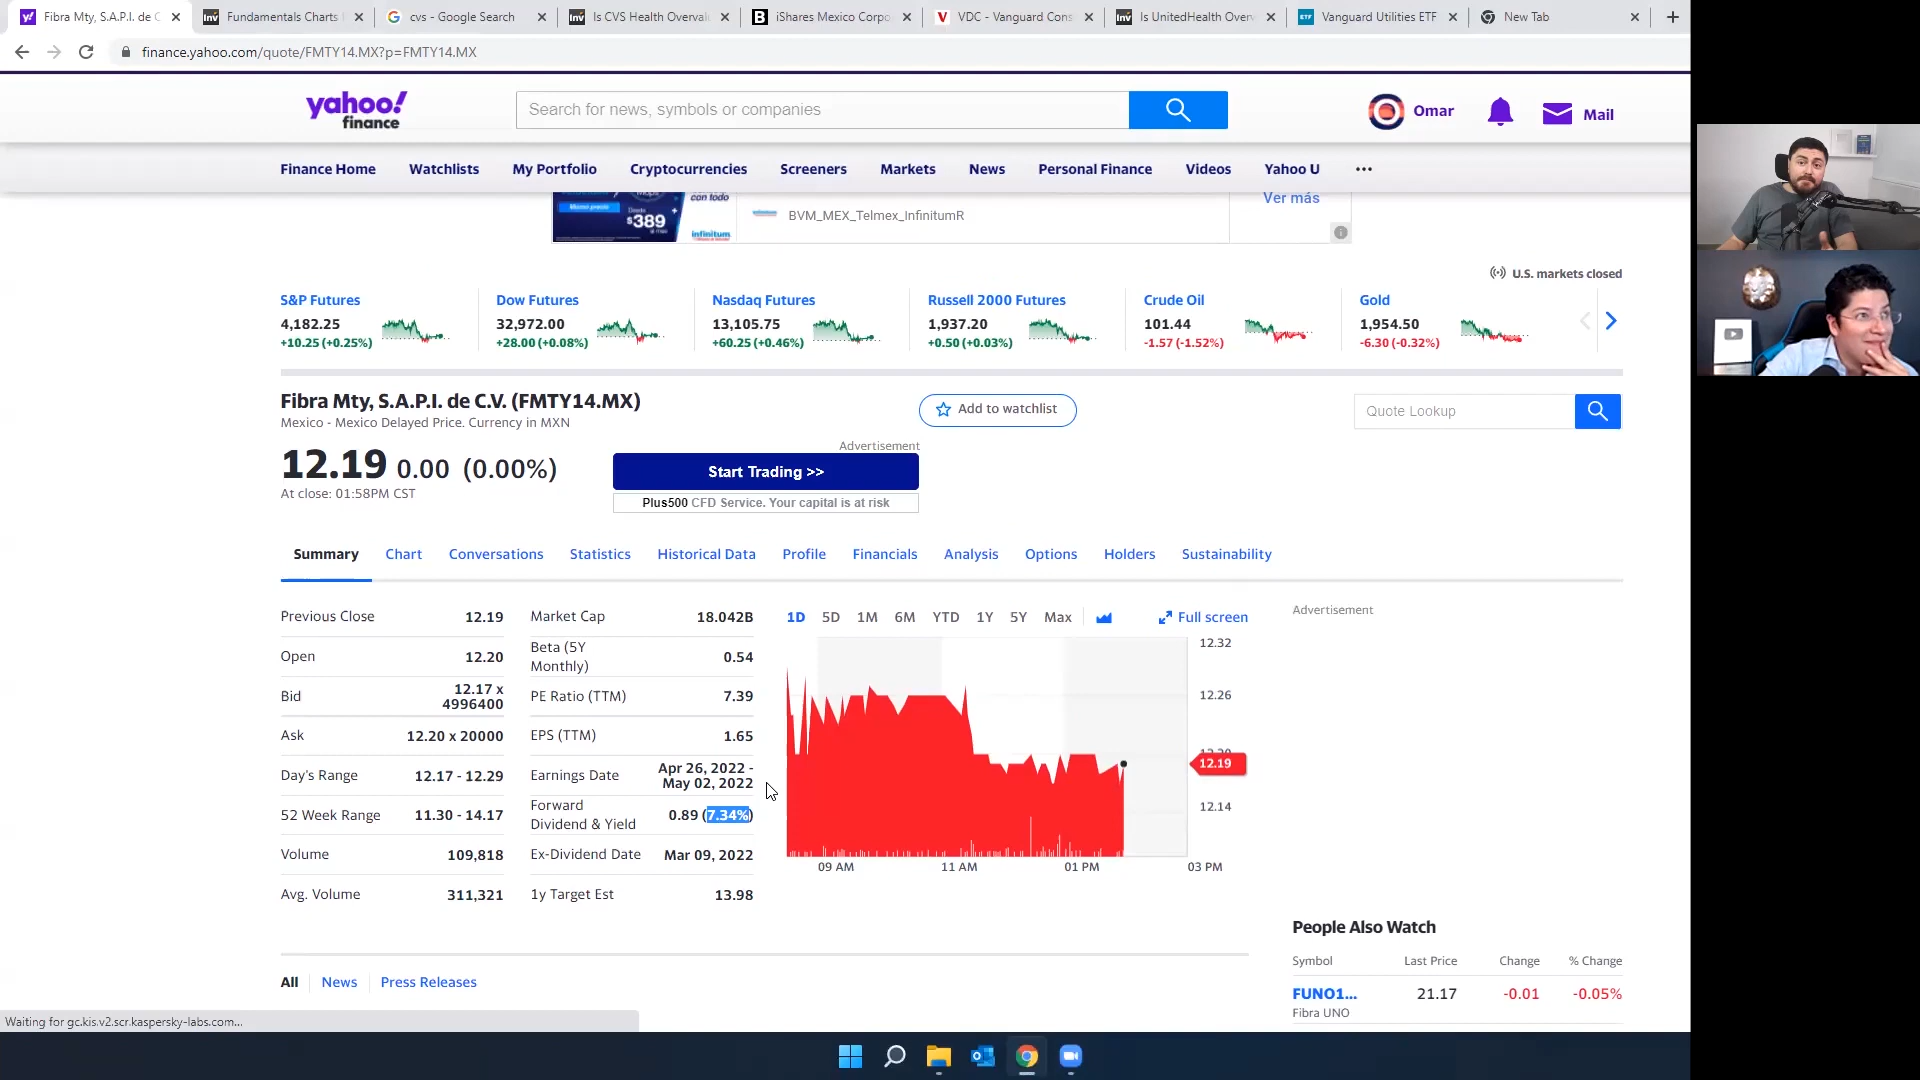 Fibra Mty, S.A.P.I. de C
Fundamentals Charts
cvs - Google Search
Is CVS Health Overval
iShares Mexico Corpo
VDC - Vanguard Cons
Is UnitedHealth Over
Vanguard Utilities ETF
New Tab
finance.yahoo.com/quote/FMTY14.MX?p=FMTY14.MX
yahoo!
finance
Search for news, symbols or companies
Omar
Mail
Finance Home
Watchlists
My Portfolio
Cryptocurrencies
Screeners
Markets
News
Personal Finance
Videos
Yahoo U
...
con todo
$389
infinitum
BVM_MEX_Telmex_InfinitumR
Ver más
U.S. markets closed
S&P Futures
4,182.25
+10.25 (+0.25%)
Dow Futures
32,972.00
+28.00 (+0.08%)
Nasdaq Futures
13,105.75
+60.25 (+0.46%)
Russell 2000 Futures
1,937.20
+0.50 (+0.03%)
Crude Oil
101.44
-1.57 (-1.52%)
Gold
1,954.50
-6.30 (-0.32%)
Fibra Mty, S.A.P.I. de C.V. (FMTY14.MX)
Mexico - Mexico Delayed Price. Currency in MXN
Add to watchlist
Quote Lookup
12.19 0.00 (0.00%)
At close: 01:58PM CST
Advertisement
Start Trading >>
Plus500 CFD Service. Your capital is at risk
Summary
Chart
Conversations
Statistics
Historical Data
Profile
Financials
Analysis
Options
Holders
Sustainability
Previous Close 12.19
Open 12.20
Bid 12.17 x
4996400
Ask 12.20 x 20000
Day's Range 12.17 - 12.29
52 Week Range 11.30 - 14.17
Volume 109,818
Avg. Volume 311,321
Market Cap 18.042B
Beta (5Y
Monthly) 0.54
PE Ratio (TTM) 7.39
EPS (TTM) 1.65
Earnings Date Apr 26, 2022 -
May 02, 2022
Forward
Dividend & Yield 0.89 (7.34%)
Ex-Dividend Date Mar 09, 2022
1y Target Est 13.98
1D 5D 1M 6M YTD 1Y 5Y Max
Full screen
12.32
12.26
12.20
12.19
12.14
09 AM 11 AM 01 PM 03 PM
Advertisement
People Also Watch
Symbol Last Price Change % Change
FUNO1... 21.17 -0.01 -0.05%
Fibra UNO
All
News
Press Releases
Waiting for gc.kis.v2.scr.kaspersky-labs.com...